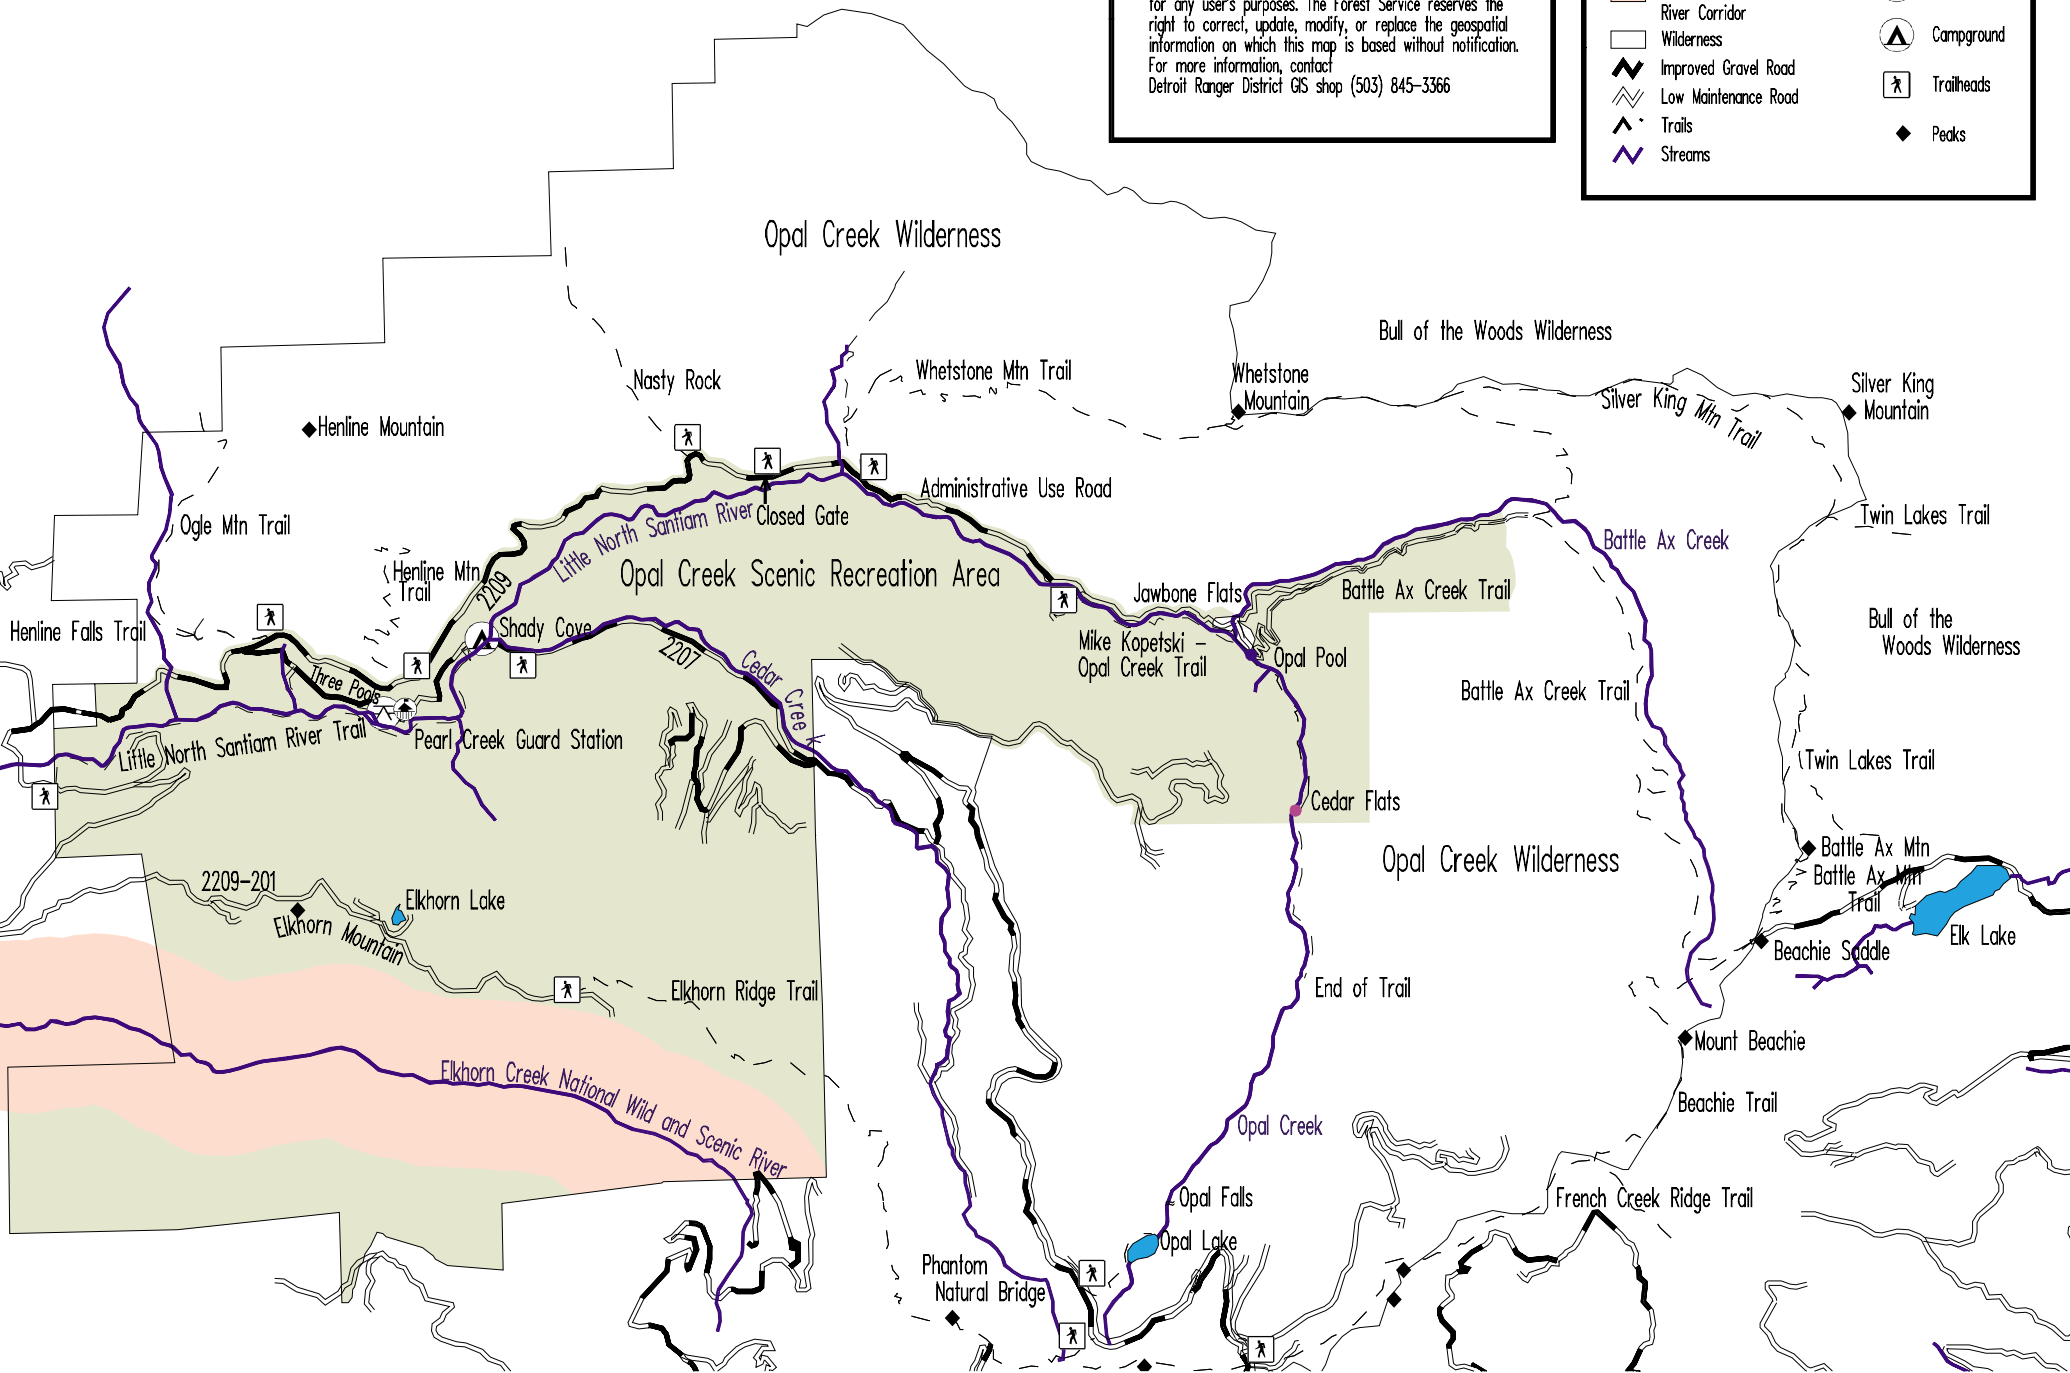 for any user's purposes. The Forest Service reserves the
right to correct, update, modify, or replace the geospatial
information on which this map is based without notification.
For more information, contact
Detroit Ranger District GIS shop (503) 845-3366
River Corridor
Wilderness
Improved Gravel Road
Low Maintenance Road
Trails
Streams
Campground
Trailheads
Peaks
Opal Creek Wilderness
Bull of the Woods Wilderness
Nasty Rock
Whetstone Mtn Trail
Whetstone
Mountain
Silver King Mtn Trail
Silver King
Mountain
Henline Mountain
Administrative Use Road
Closed Gate
Little North Santiam River
Ogle Mtn Trail
Twin Lakes Trail
Battle Ax Creek
Henline Mtn
Trail
2209
Opal Creek Scenic Recreation Area
Jawbone Flats
Battle Ax Creek Trail
Henline Falls Trail
Shady Cove
Mike Kopetski -
Opal Creek Trail
Opal Pool
Bull of the
Woods Wilderness
2207
Cedar Creek
Three Pools
Battle Ax Creek Trail
Little North Santiam River Trail
Pearl Creek Guard Station
Twin Lakes Trail
Cedar Flats
Battle Ax Mtn
Opal Creek Wilderness
Battle Ax Mtn
Trail
2209-201
Elkhorn Lake
Elkhorn Mountain
Elk Lake
Beachie Saddle
Elkhorn Ridge Trail
End of Trail
Mount Beachie
Elkhorn Creek National Wild and Scenic River
Beachie Trail
Opal Creek
Opal Falls
French Creek Ridge Trail
Opal Lake
Phantom
Natural Bridge